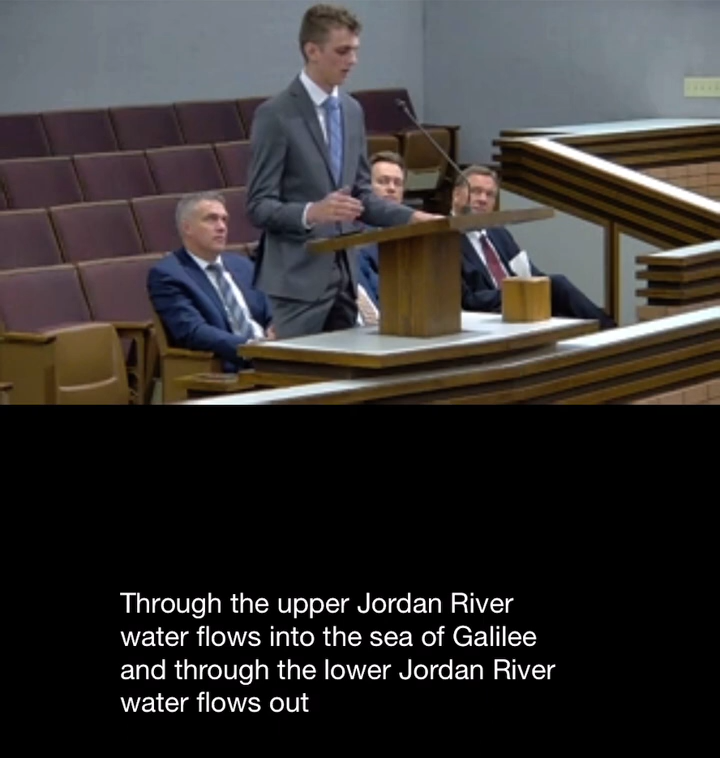 Through the upper Jordan River
water flows into the sea of Galilee
and through the lower Jordan River
water flows out